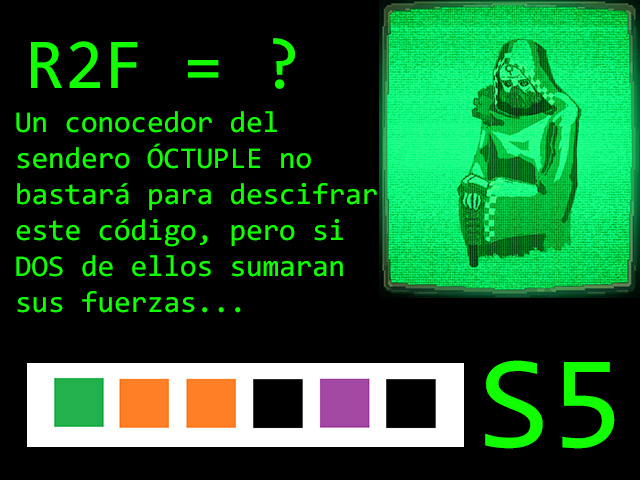 R2F = ?
Un conocedor del
sendero ÓCTUPLE no
bastará para descifrar
este código, pero si
DOS de ellos sumaran
sus fuerzas...
S5